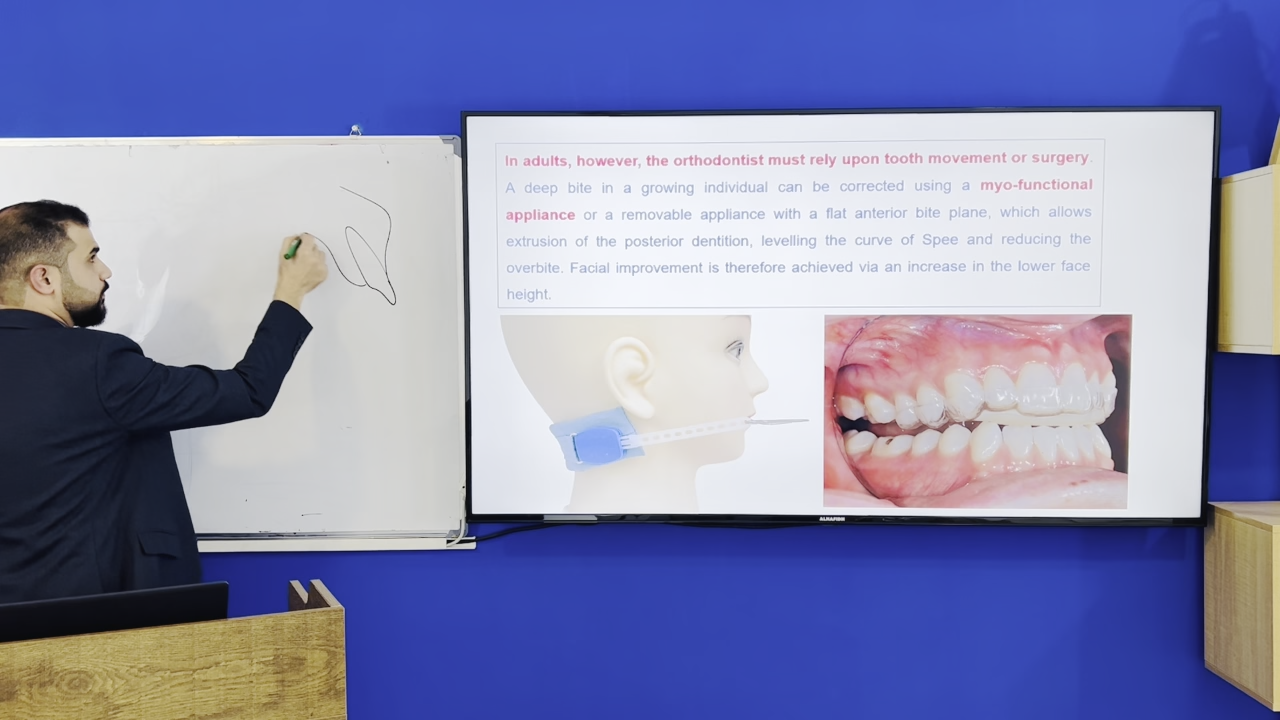 In adults, however, the orthodontist must rely upon tooth movement or surgery.
A deep bite in a growing individual can be corrected using a myo-functional
appliance or a removable appliance with a flat anterior bite plane, which allows
extrusion of the posterior dentition, levelling the curve of Spee and reducing the
overbite. Facial improvement is therefore achieved via an increase in the lower face
height.
ALHAFIDH